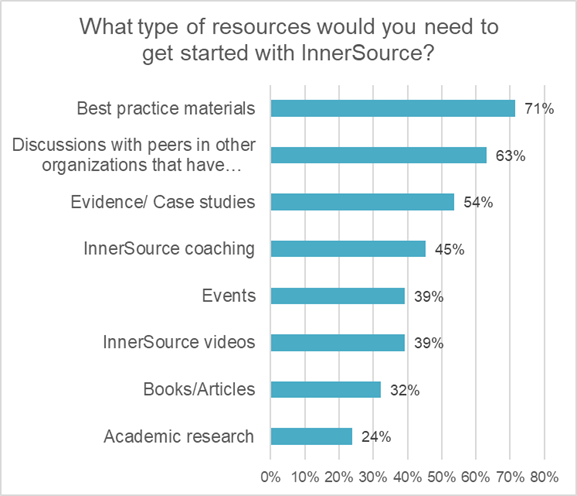 What type of resources would you need to
get started with InnerSource?
Best practice materials
71%
Discussions with peers in other
organizations that have…
63%
Evidence/ Case studies
54%
InnerSource coaching
45%
Events
39%
InnerSource videos
39%
Books/Articles
32%
Academic research
24%
0% 10% 20% 30% 40% 50% 60% 70% 80%